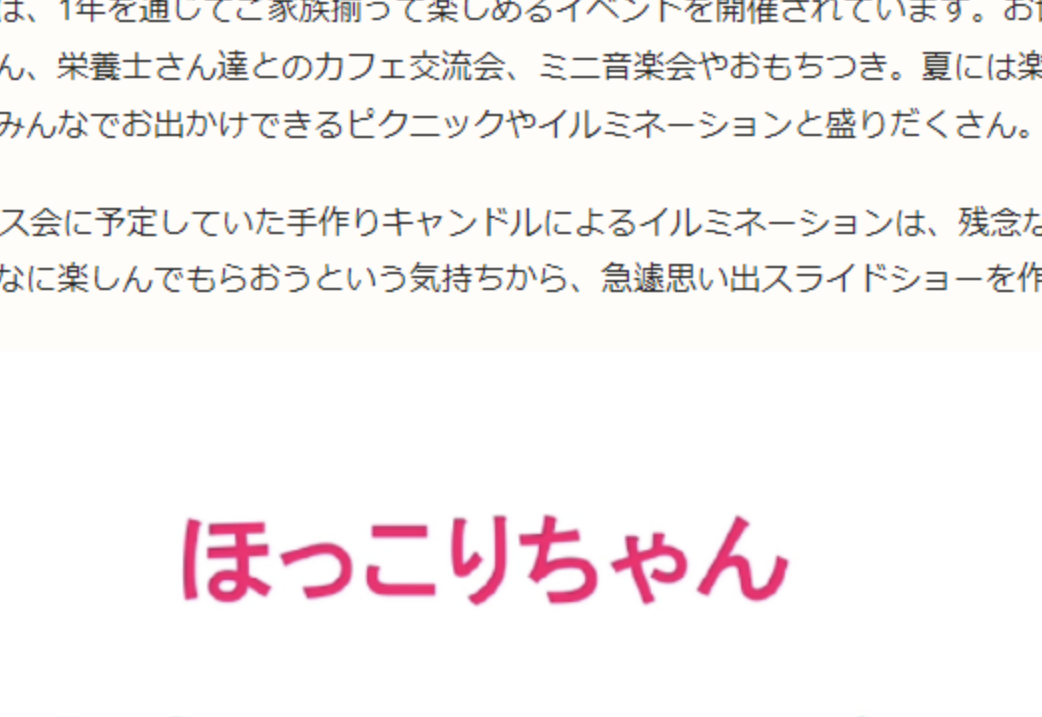 は、1年を通じてご家族揃って楽しめるイベントを開催されています。お
ん、栄養士さん達とのカフェ交流会、ミニ音楽会やおもちつき。夏には楽
みんなでお出かけできるピクニックやイルミネーションと盛りだくさん。
ス会に予定していた手作りキャンドルによるイルミネーションは、残念な
なに楽しんでもらおうという気持ちから、急遽思い出スライドショーを作
ほっこりちゃん